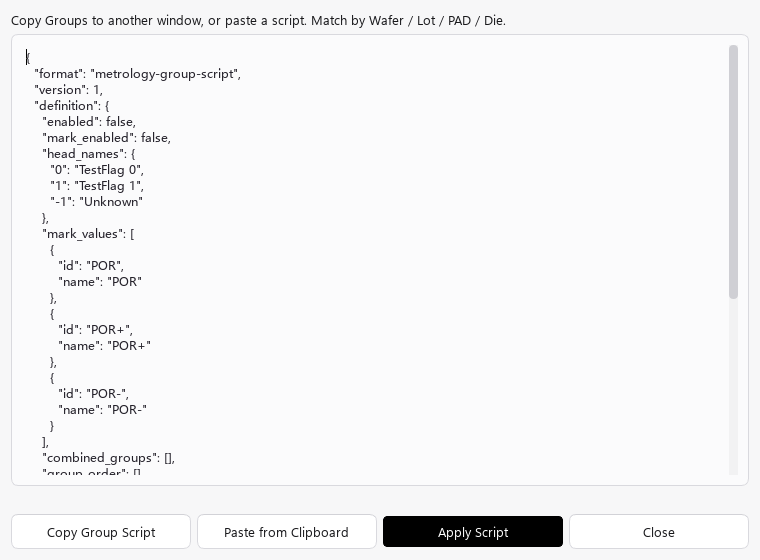 Copy Groups to another window, or paste a script. Match by Wafer / Lot / PAD / Die.
{
"format": "metrology-group-script",
"version": 1,
"definition": {
"enabled": false,
"mark_enabled": false,
"head_names": {
"0": "TestFlag 0",
"1": "TestFlag 1",
"-1": "Unknown"
},
"mark_values": [
{
"id": "POR",
"name": "POR"
},
{
"id": "POR+",
"name": "POR+"
},
{
"id": "POR-",
"name": "POR-"
}
],
"combined_groups": [],
"group_order": []
Copy Group Script
Paste from Clipboard
Apply Script
Close